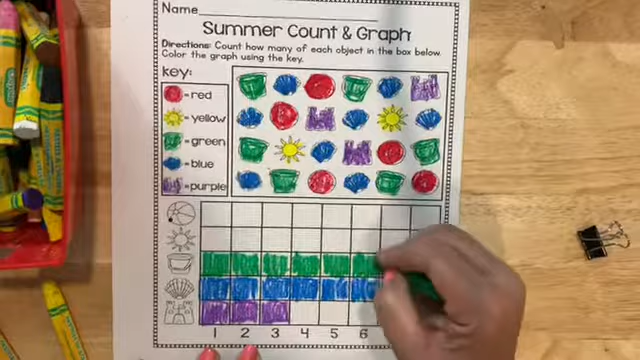 Name
Summer Count & Graph
Directions: Count how many of each object in the box below.
Color the graph using the key.
key:
= red
= yellow
= green
= blue
= purple
1 2 3 4 5 6